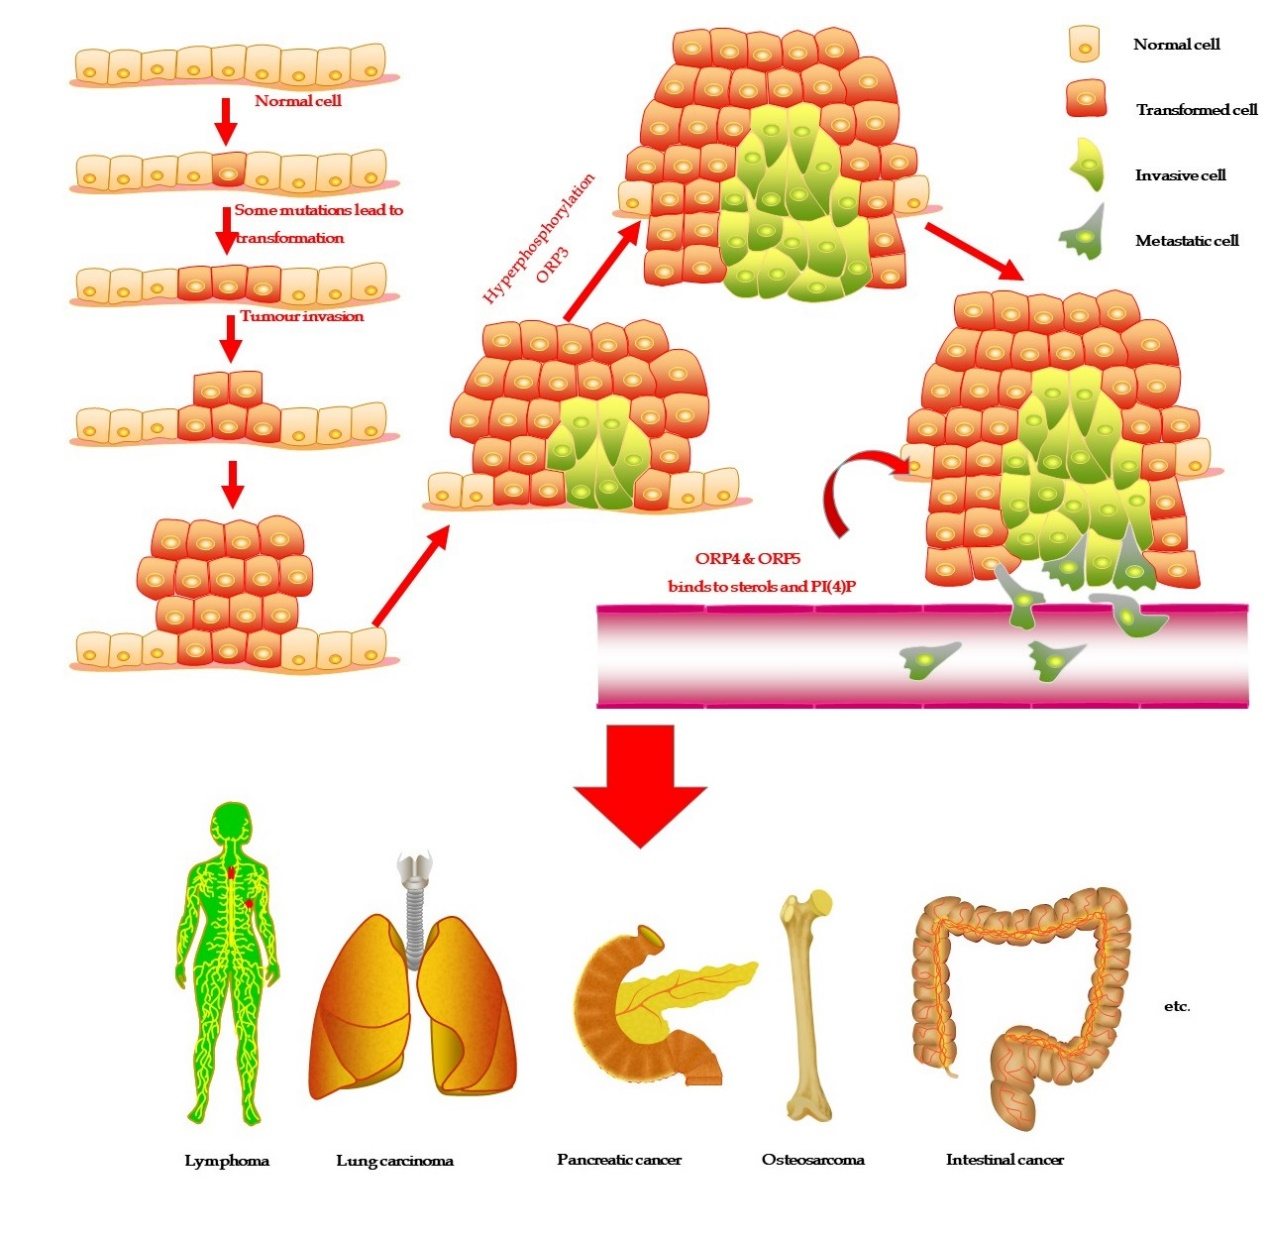 Normal cell
Some mutations lead to
transformation
Tumour invasion
Hyperphosphorylation
ORP3
Normal cell
Transformed cell
Invasive cell
Metastatic cell
ORP4 & ORP5
binds to sterols and PI(4)P
etc.
Lymphoma
Lung carcinoma
Pancreatic cancer
Osteosarcoma
Intestinal cancer